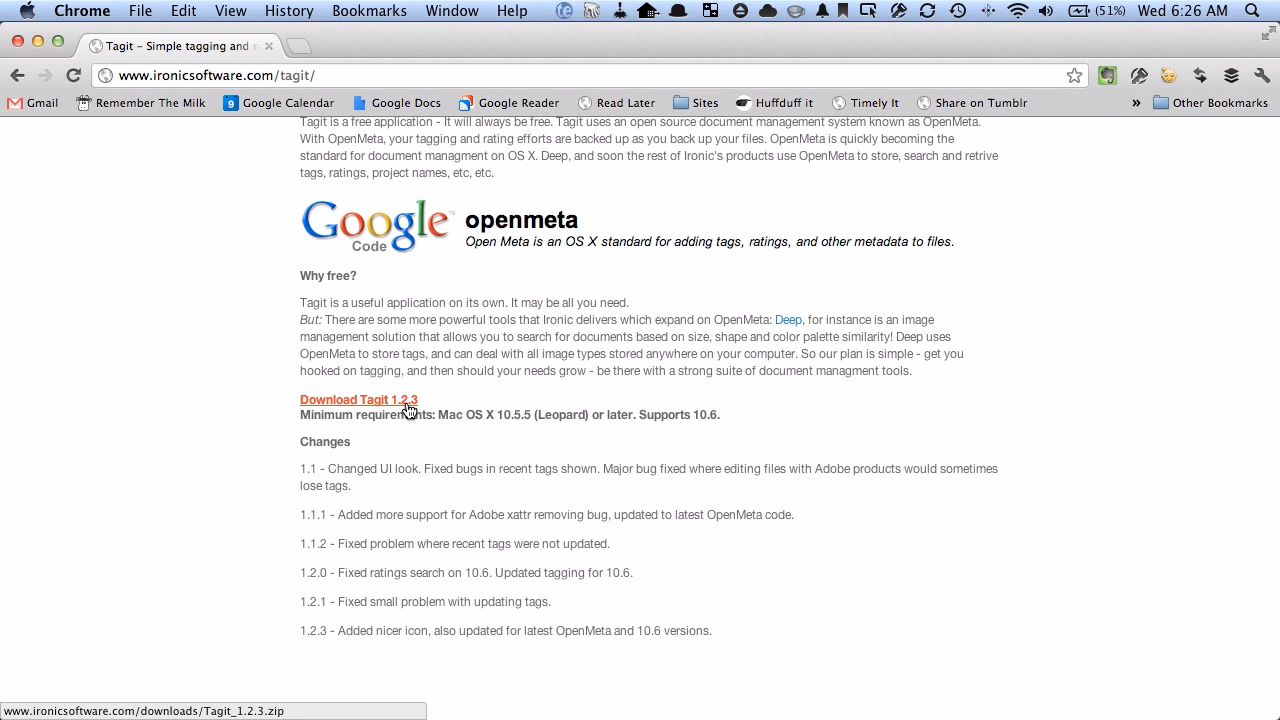 Chrome File Edit View History Bookmarks Window Help (51%) Wed 6:26 AM
Tagit – Simple tagging and r
www.ironicsoftware.com/tagit/
Gmail Remember The Milk 9 Google Calendar Google Docs Google Reader Read Later Sites Huffduff it Timely It Share on Tumblr » Other Bookmarks
Tagit is a free application - It will always be free. Tagit uses an open source document management system known as OpenMeta.
With OpenMeta, your tagging and rating efforts are backed up as you back up your files. OpenMeta is quickly becoming the
standard for document managment on OS X. Deep, and soon the rest of Ironic's products use OpenMeta to store, search and retrive
tags, ratings, project names, etc, etc.
Google™ openmeta
Code Open Meta is an OS X standard for adding tags, ratings, and other metadata to files.
Why free?
Tagit is a useful application on its own. It may be all you need.
But: There are some more powerful tools that Ironic delivers which expand on OpenMeta: Deep, for instance is an image
management solution that allows you to search for documents based on size, shape and color palette similarity! Deep uses
OpenMeta to store tags, and can deal with all image types stored anywhere on your computer. So our plan is simple - get you
hooked on tagging, and then should your needs grow - be there with a strong suite of document managment tools.
Download Tagit 1.2.3
Minimum requirements: Mac OS X 10.5.5 (Leopard) or later. Supports 10.6.
Changes
1.1 - Changed UI look. Fixed bugs in recent tags shown. Major bug fixed where editing files with Adobe products would sometimes
lose tags.
1.1.1 - Added more support for Adobe xattr removing bug, updated to latest OpenMeta code.
1.1.2 - Fixed problem where recent tags were not updated.
1.2.0 - Fixed ratings search on 10.6. Updated tagging for 10.6.
1.2.1 - Fixed small problem with updating tags.
1.2.3 - Added nicer icon, also updated for latest OpenMeta and 10.6 versions.
www.ironicsoftware.com/downloads/Tagit_1.2.3.zip